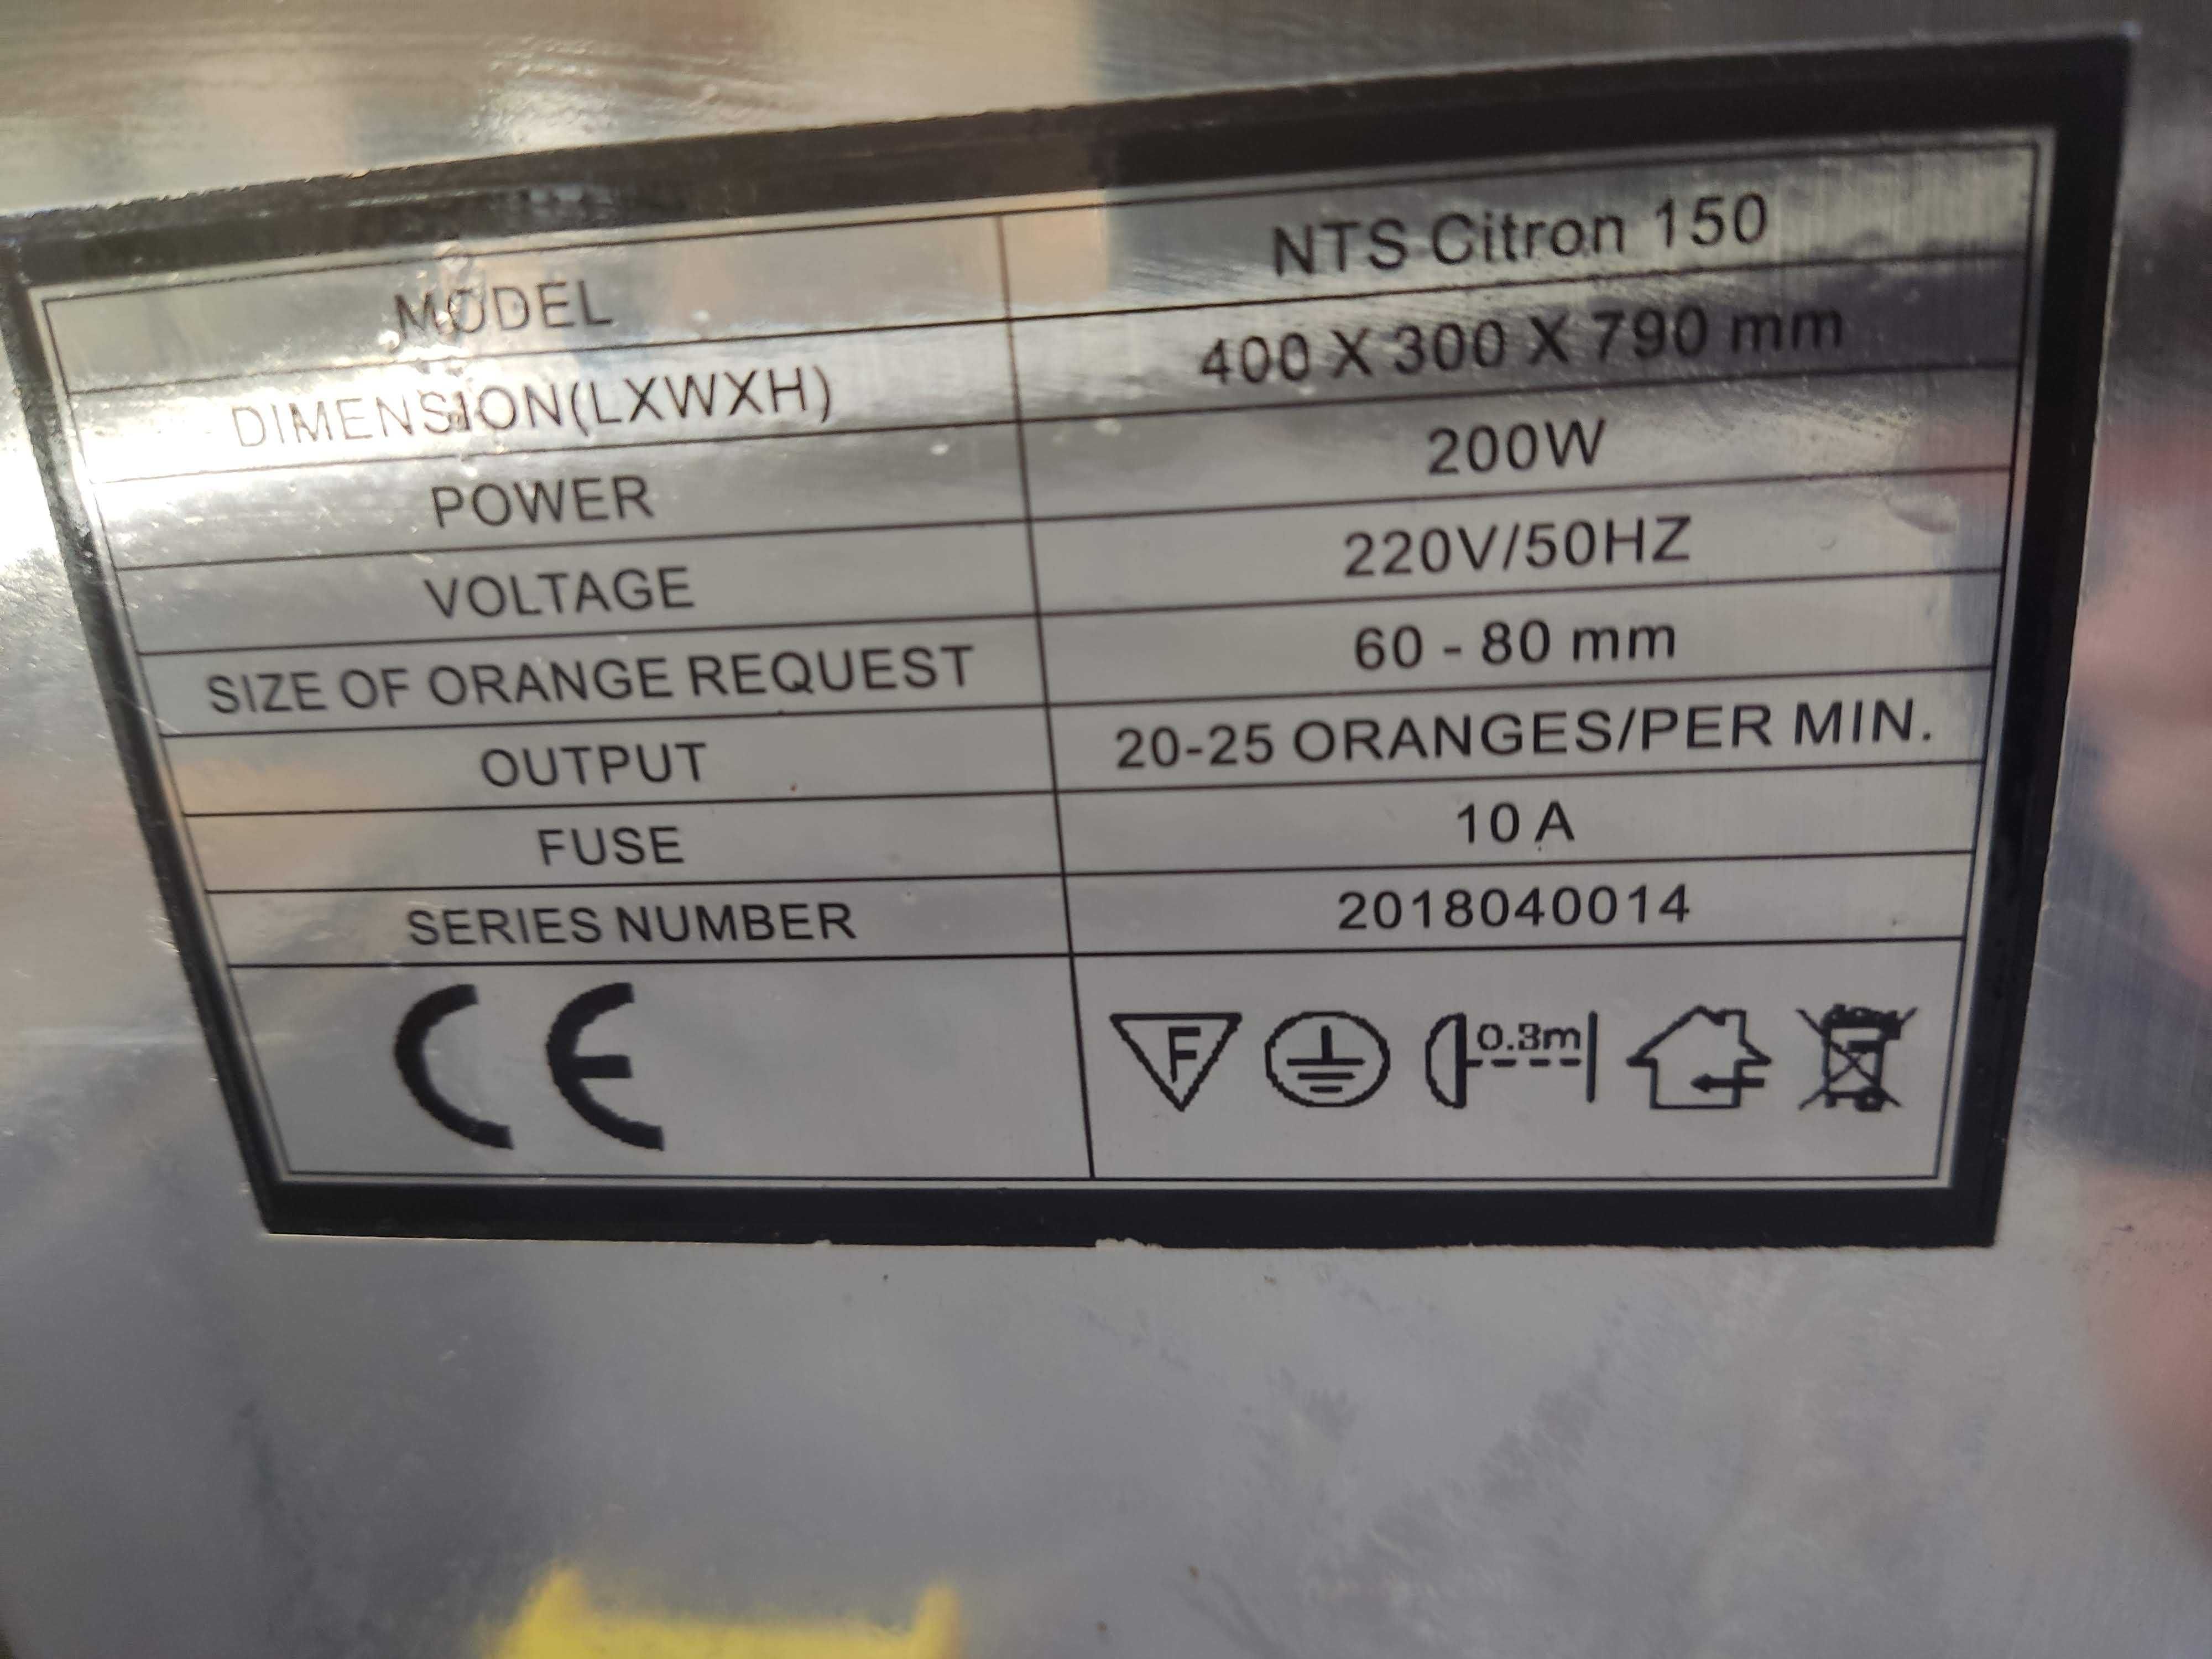 MODEL NTS Citron 150
DIMENSION(LXWXH) 400 X 300 X 790 mm
POWER 200W
VOLTAGE 220V/50HZ
SIZE OF ORANGE REQUEST 60 - 80 mm
OUTPUT 20-25 ORANGES/PER MIN.
FUSE 10 A
SERIES NUMBER 2018040014
CE F 0.3m